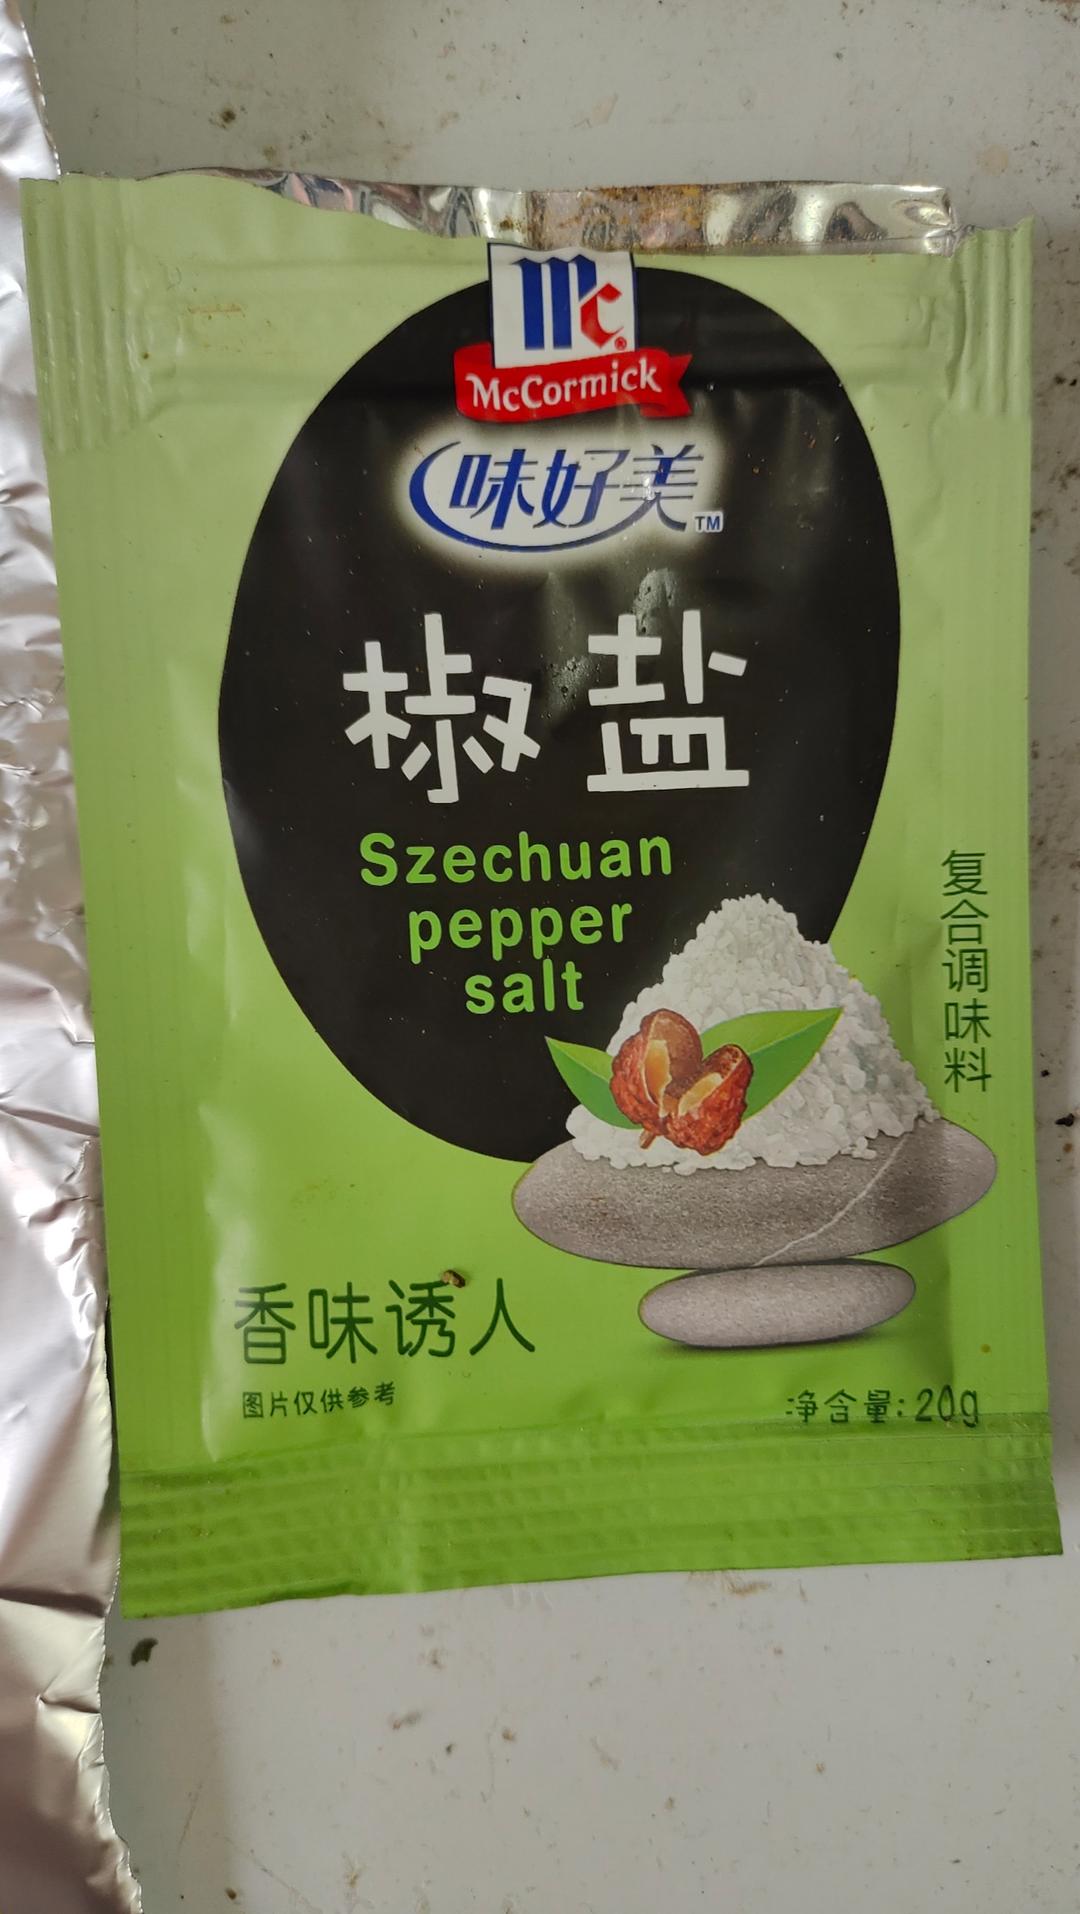 Mc®
McCormick
味好美™
椒盐
Szechuan
pepper
salt
复合调味料
香味诱人
图片仅供参考
净含量:20g